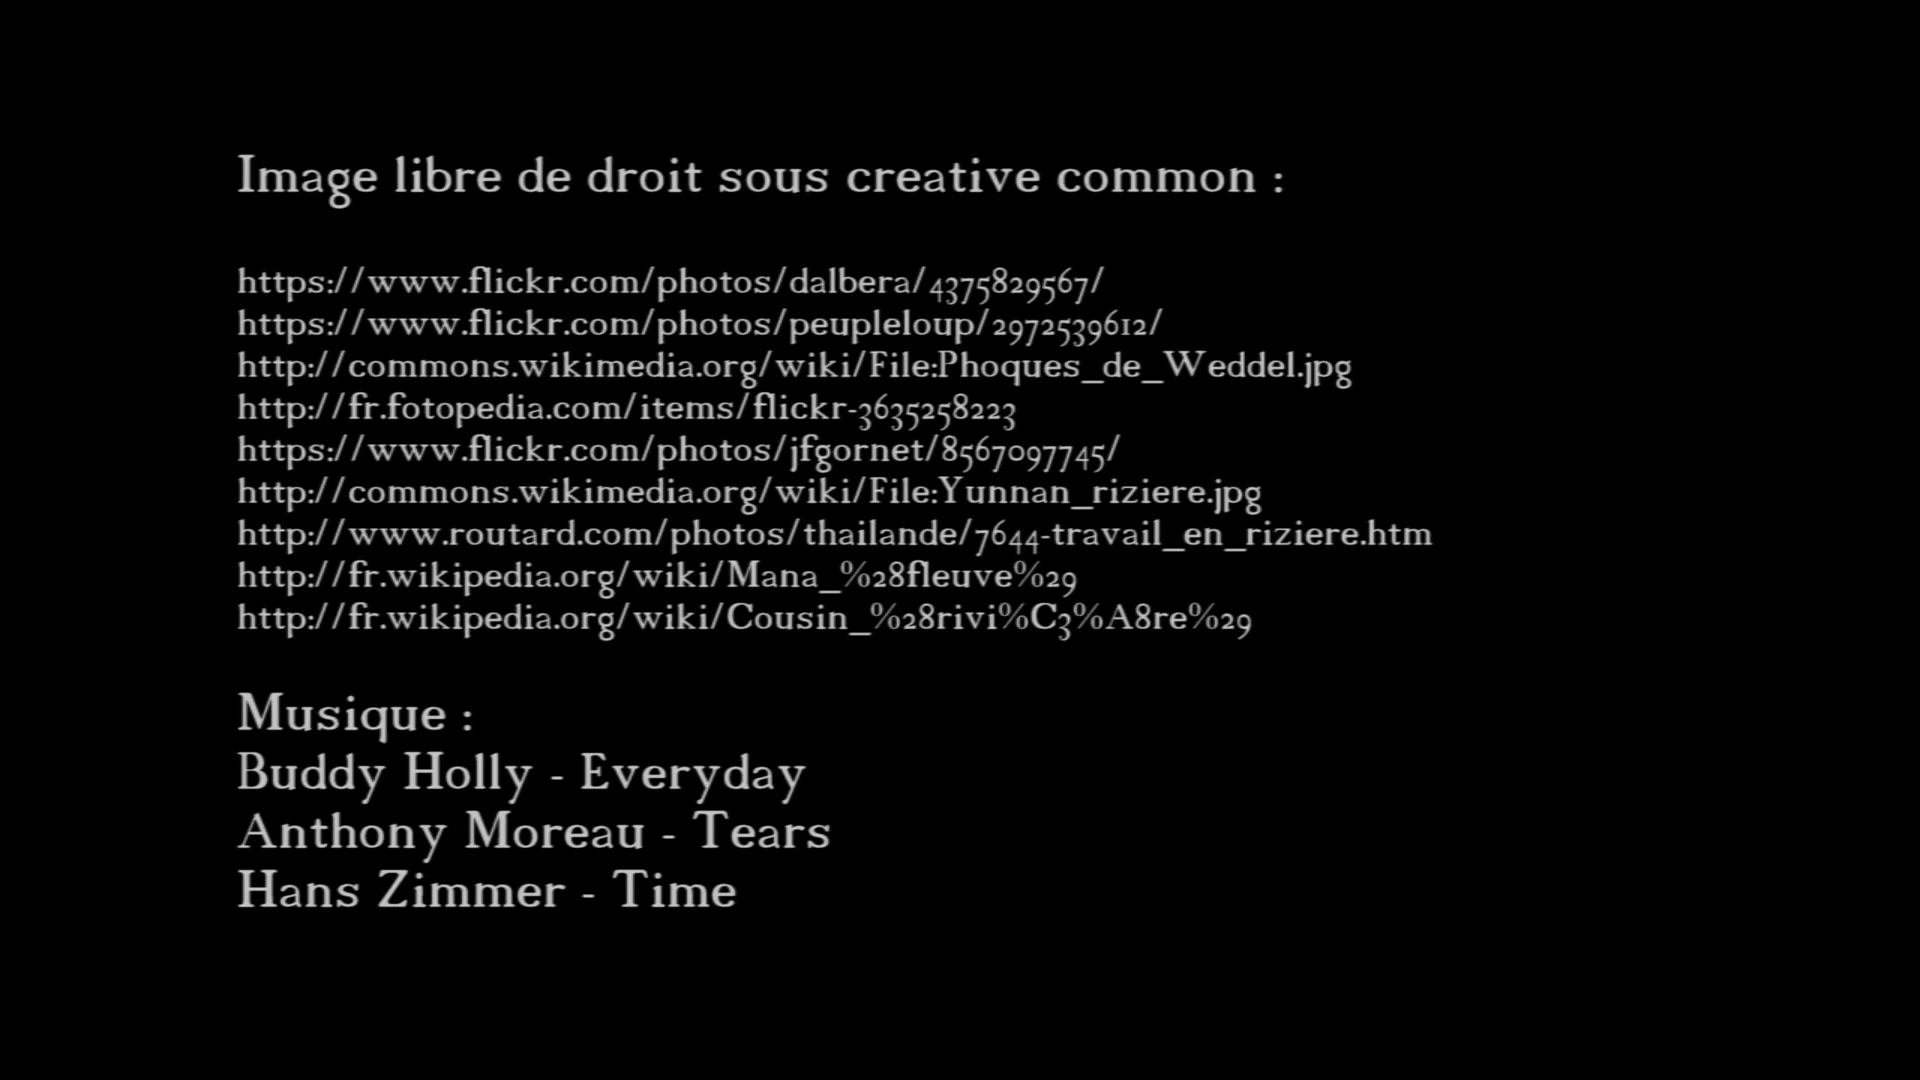 Image libre de droit sous creative common :
https://www.flickr.com/photos/dalbera/4375829567/
https://www.flickr.com/photos/peupleloup/2972539612/
http://commons.wikimedia.org/wiki/File:Phoques_de_Weddel.jpg
http://fr.fotopedia.com/items/flickr-3635258223
https://www.flickr.com/photos/jfgornet/8567097745/
http://commons.wikimedia.org/wiki/File:Yunnan_riziere.jpg
http://www.routard.com/photos/thailande/7644-travail_en_riziere.htm
http://fr.wikipedia.org/wiki/Mana_%28fleuve%29
http://fr.wikipedia.org/wiki/Cousin_%28rivi%C3%A8re%29
Musique :
Buddy Holly - Everyday
Anthony Moreau - Tears
Hans Zimmer - Time